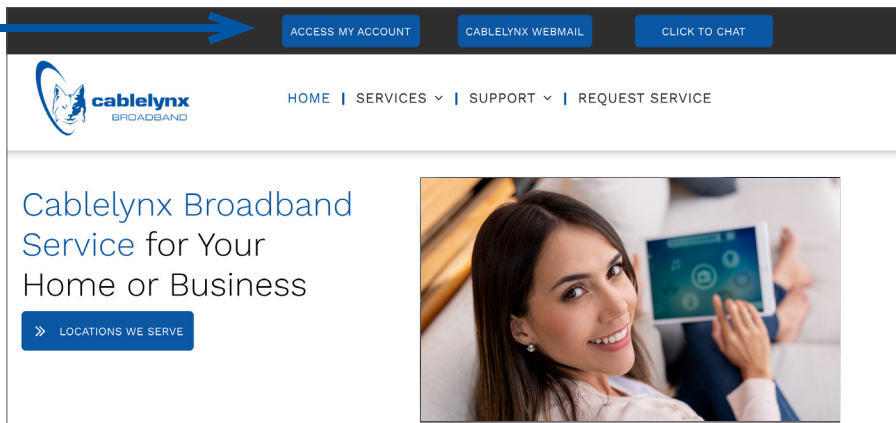 ACCESS MY ACCOUNT
CABLELYNX WEBMAIL
CLICK TO CHAT
cablelynx
BROADBAND
HOME | SERVICES | SUPPORT | REQUEST SERVICE
Cablelynx Broadband
Service for Your
Home or Business
LOCATIONS WE SERVE